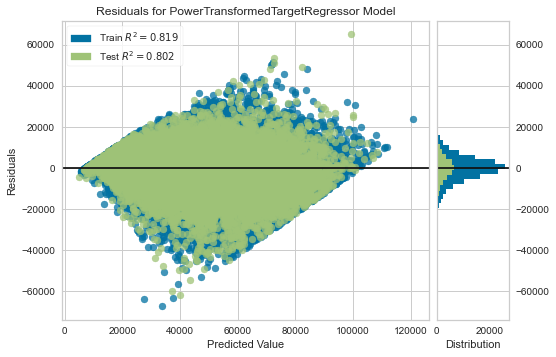 Residuals for PowerTransformedTargetRegressor Model
Train R² = 0.819
Test R² = 0.802
60000
40000
20000
0
−20000
−40000
−60000
Residuals
0 20000 40000 60000 80000 100000 120000
Predicted Value
60000
40000
20000
0
−20000
−40000
−60000
0 20000
Distribution